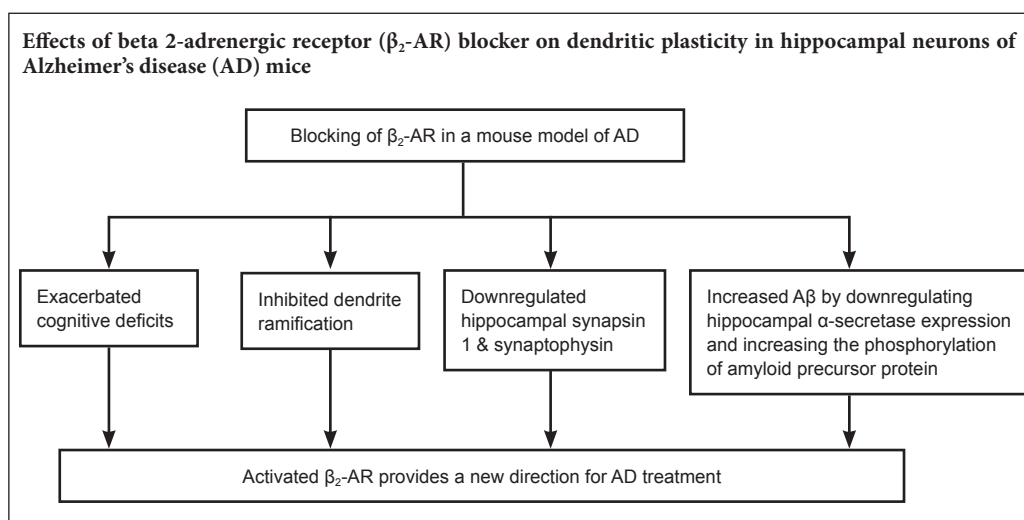 Effects of beta 2-adrenergic receptor (β₂-AR) blocker on dendritic plasticity in hippocampal neurons of
Alzheimer’s disease (AD) mice
Blocking of β₂-AR in a mouse model of AD
Exacerbated
cognitive deficits
Inhibited dendrite
ramification
Downregulated
hippocampal synapsin
1 & synaptophysin
Increased Aβ by downregulating
hippocampal α-secretase expression
and increasing the phosphorylation
of amyloid precursor protein
Activated β₂-AR provides a new direction for AD treatment